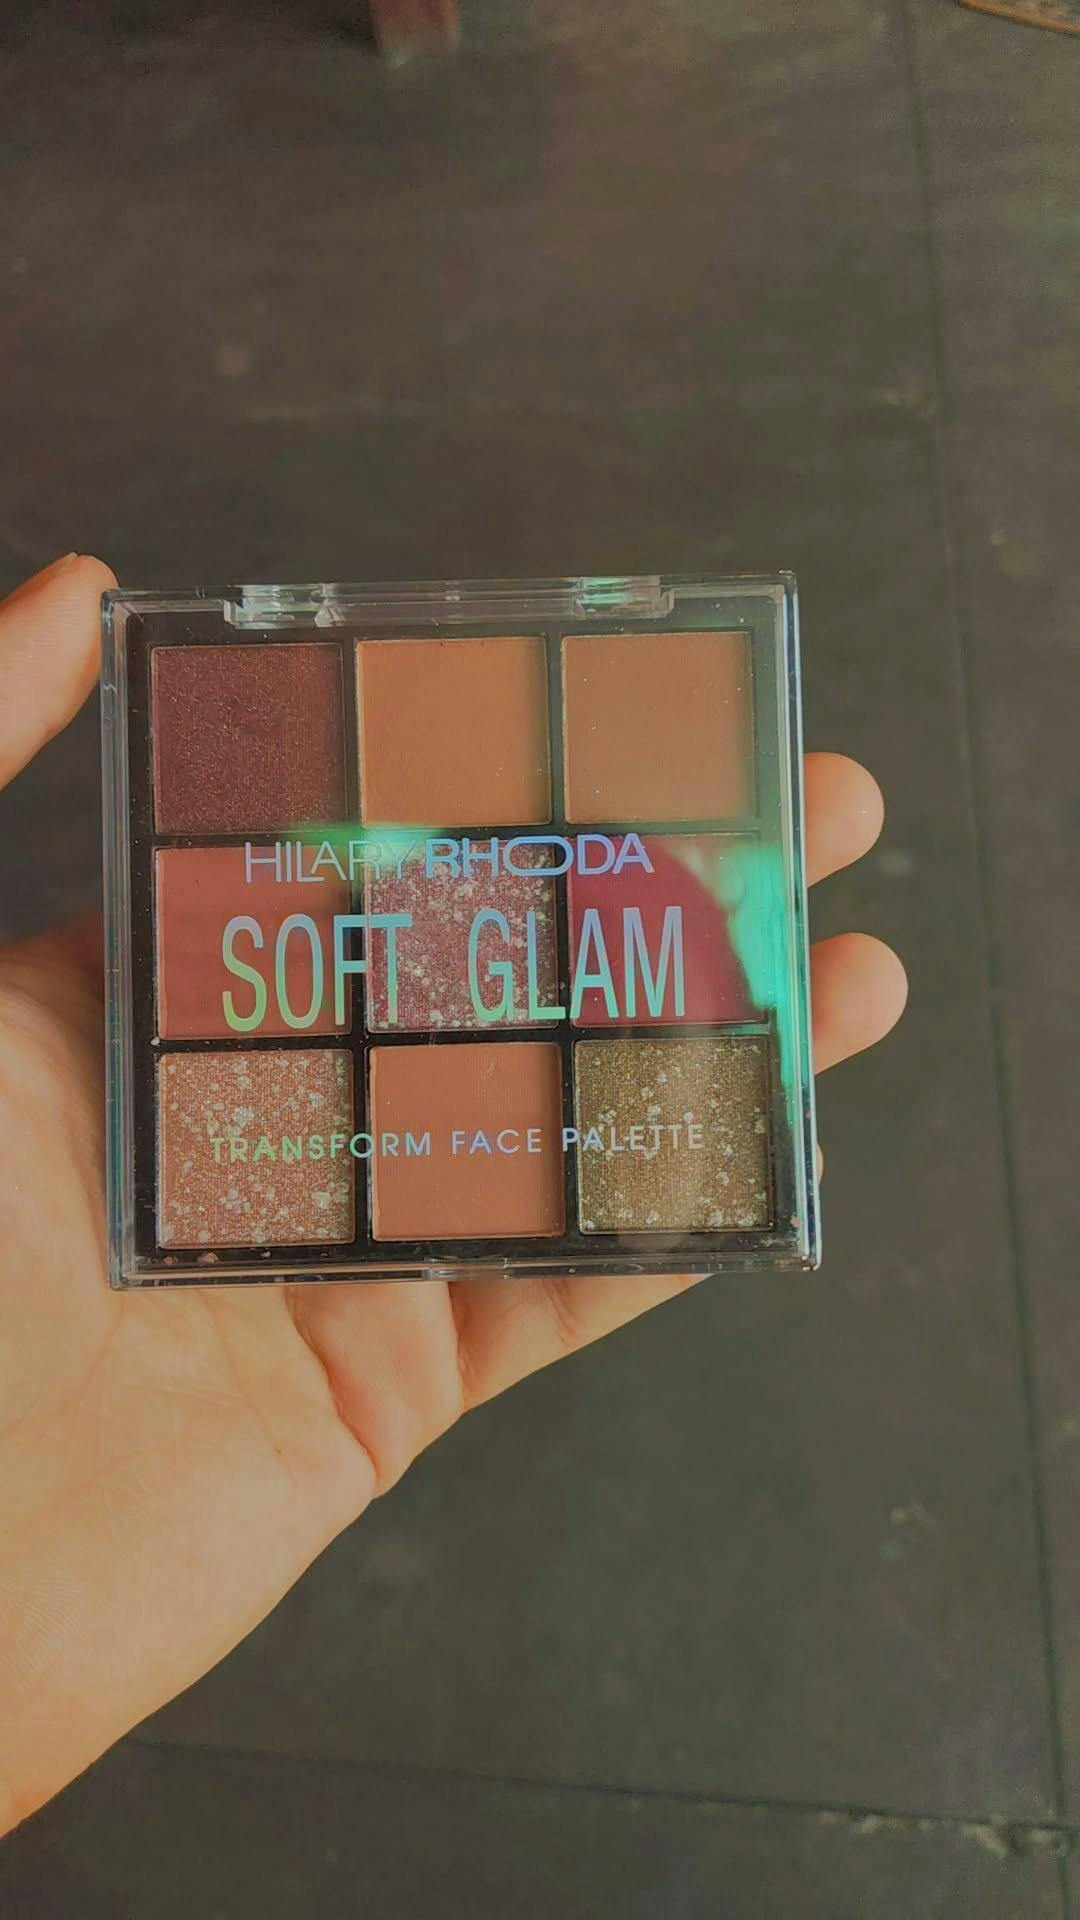 HILARY RHODA
SOFT GLAM
TRANSFORM FACE PALETTE